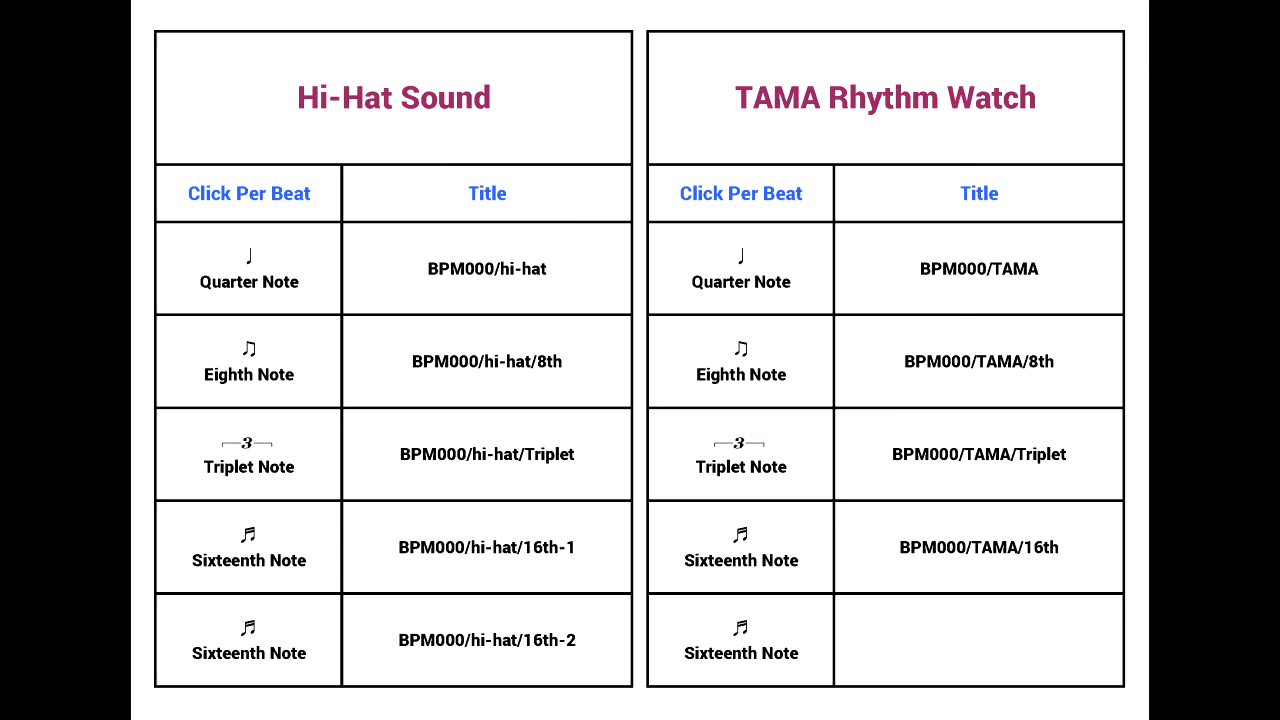 Hi-Hat Sound
Click Per Beat Title
♩
Quarter Note
BPM000/hi-hat
♫
Eighth Note
BPM000/hi-hat/8th
3
Triplet Note
BPM000/hi-hat/Triplet
♬
Sixteenth Note
BPM000/hi-hat/16th-1
♬
Sixteenth Note
BPM000/hi-hat/16th-2
TAMA Rhythm Watch
Click Per Beat Title
♩
Quarter Note
BPM000/TAMA
♫
Eighth Note
BPM000/TAMA/8th
3
Triplet Note
BPM000/TAMA/Triplet
♬
Sixteenth Note
BPM000/TAMA/16th
♬
Sixteenth Note